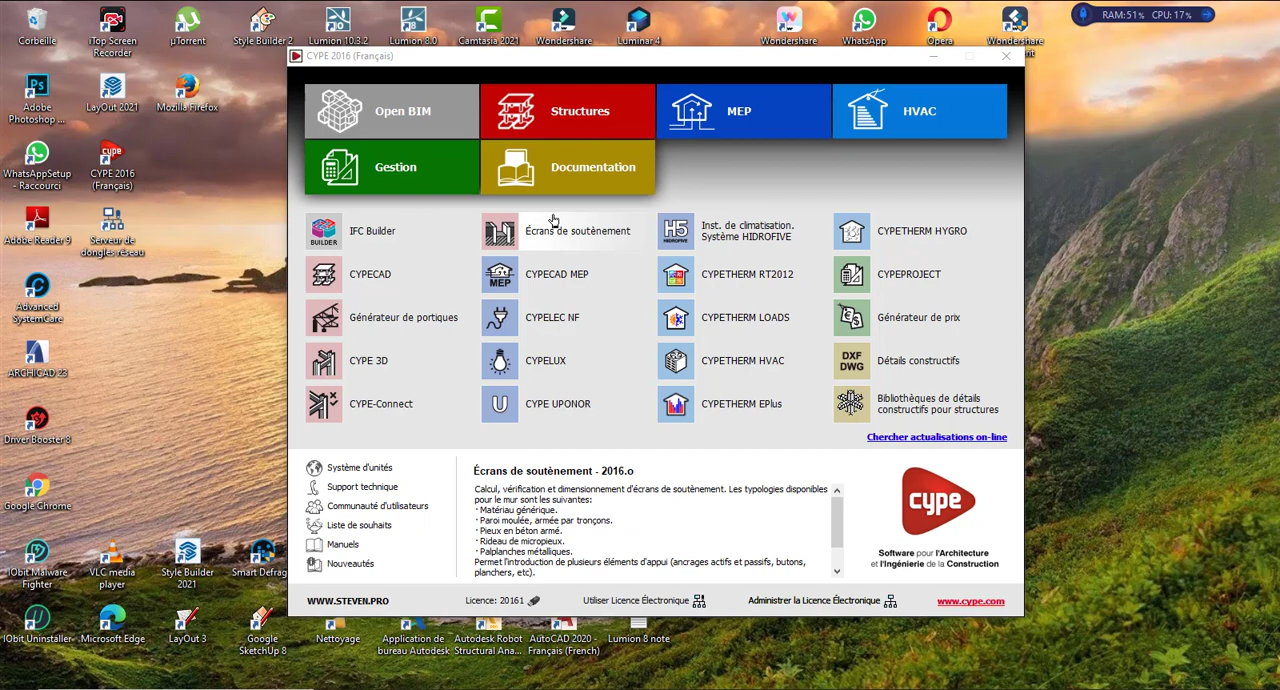 Corbeille
iTop Screen
Recorder
µTorrent
Style Builder 2
Lumion 10.3.2
Lumion 8.0
Camtasia 2021
Wondershare
Luminar 4
Wondershare
WhatsApp
Opera
Wondershare
RAM:51% CPU: 17%
CYPE 2016 (Français)
Adobe
Photoshop ...
LayOut 2021
Mozilla Firefox
WhatsAppSetup
- Raccourci
CYPE 2016
(Français)
Adobe Reader 9
Serveur de
dongles réseau
Advanced
SystemCare
ARCHICAD 23
Driver Booster 8
Google Chrome
IObit Malware
Fighter
VLC media
player
Style Builder
2021
Smart Defrag
IObit Uninstaller
Microsoft Edge
LayOut 3
Google
SketchUp 8
Nettoyage
Application de
bureau Autodesk
Autodesk Robot
Structural Ana...
AutoCAD 2020 -
Français (French)
Lumion 8 note
Open BIM
Structures
MEP
HVAC
Gestion
Documentation
BUILDER
IFC Builder
Écrans de soutènement
H5
HIDROFIVE
Inst. de climatisation.
Système HIDROFIVE
CYPETHERM HYGRO
CYPECAD
MEP
CYPECAD MEP
CYPETHERM RT2012
CYPEPROJECT
Générateur de portiques
CYPELEC NF
CYPETHERM LOADS
Générateur de prix
CYPE 3D
CYPELUX
CYPETHERM HVAC
DXF
DWG
Détails constructifs
CYPE-Connect
U
CYPE UPONOR
CYPETHERM EPlus
Bibliothèques de détails
constructifs pour structures
Chercher actualisations on-line
Système d'unités
Support technique
Communauté d'utilisateurs
Liste de souhaits
Manuels
Nouveautés
Écrans de soutènement - 2016.o
Calcul, vérification et dimensionnement d'écrans de soutènement. Les typologies disponibles
pour le mur sont les suivantes:
· Matériau générique.
· Paroi moulée, armée par tronçons.
· Pieux en béton armé.
· Rideau de micropieux.
· Palplanches métalliques.
Permet l'introduction de plusieurs éléments d'appui (ancrages actifs et passifs, butons,
planchers, etc).
cype
Software pour l'Architecture
et l'Ingénierie de la Construction
WWW.STEVEN.PRO
Licence: 20161
Utiliser Licence Électronique
Administrer la Licence Électronique
www.cype.com